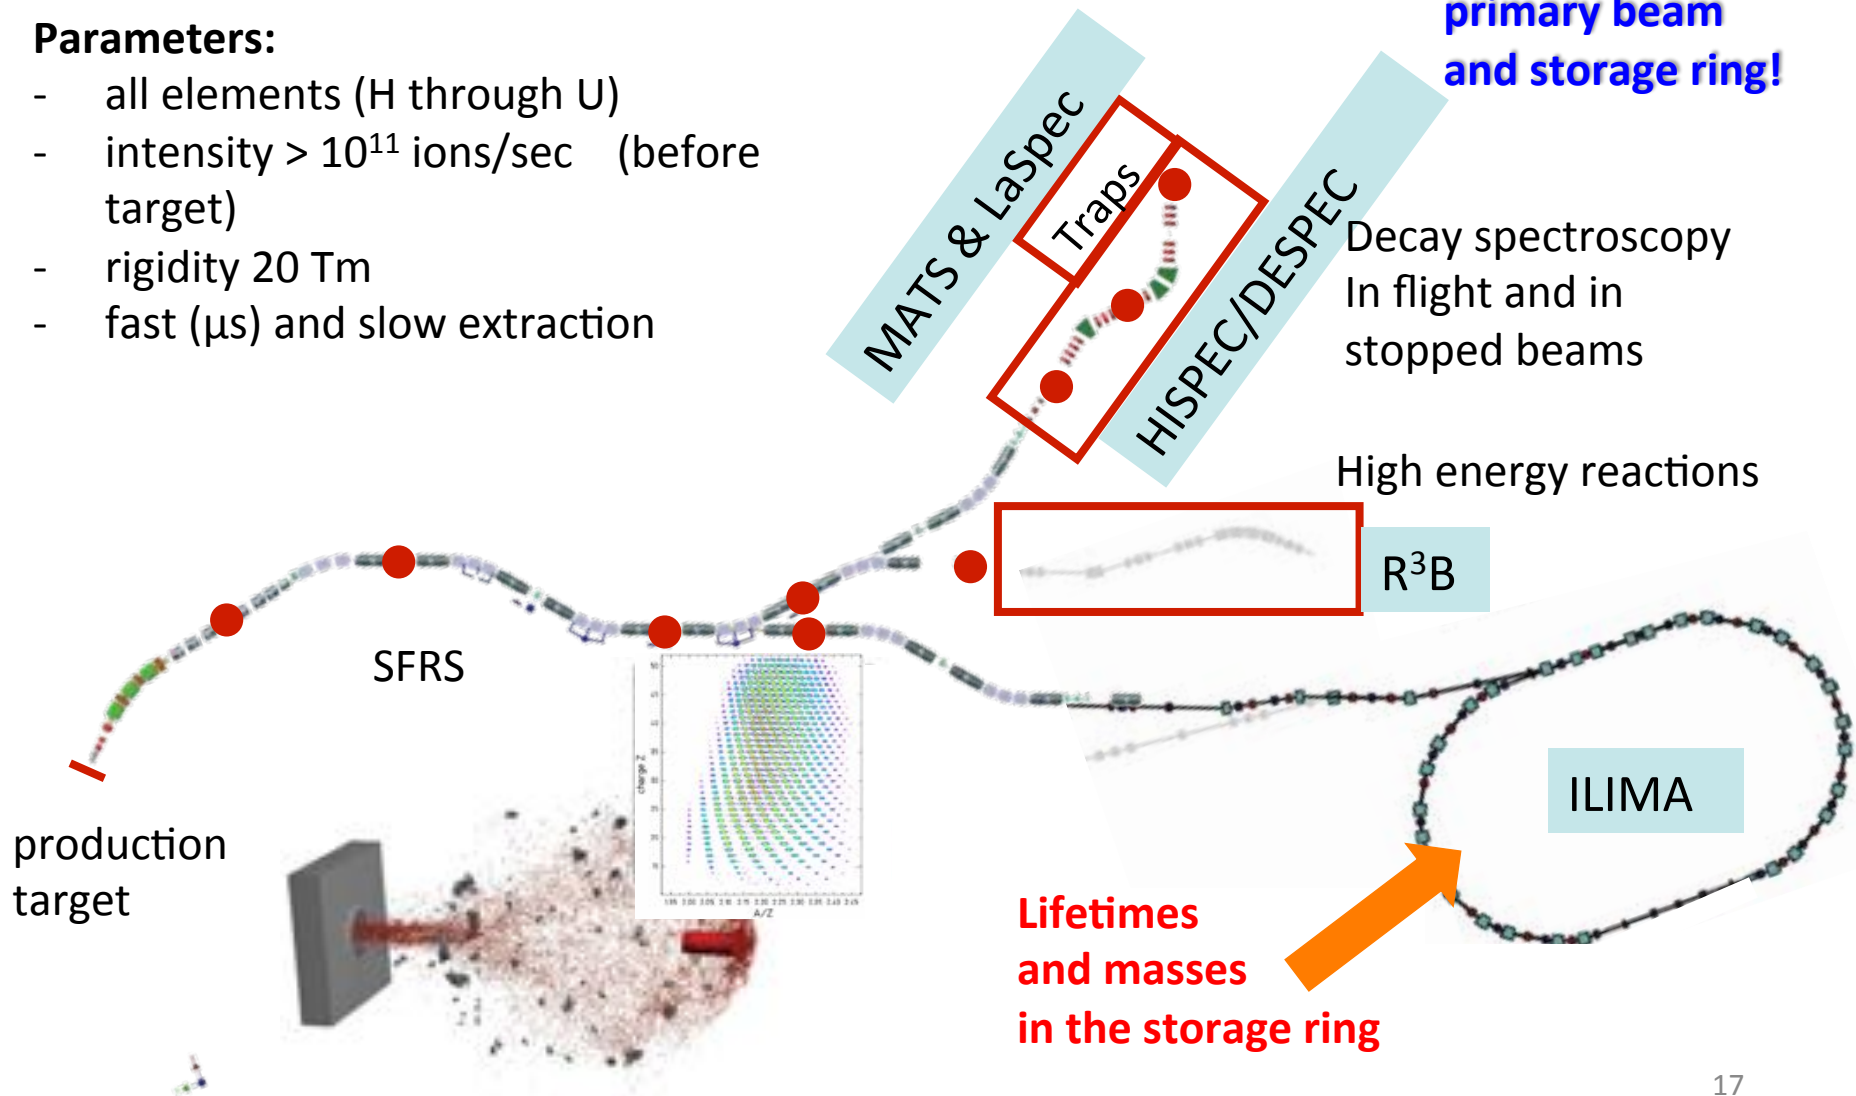 Parameters:
- all elements (H through U)
- intensity > 10¹¹ ions/sec (before
target)
- rigidity 20 Tm
- fast (µs) and slow extraction
primary beam
and storage ring!
MATS & LaSpec
Traps
HISPEC/DESPEC
Decay spectroscopy
In flight and in
stopped beams
High energy reactions
R³B
SFRS
charge Z
A/Z
ILIMA
production
target
Lifetimes
and masses
in the storage ring
17